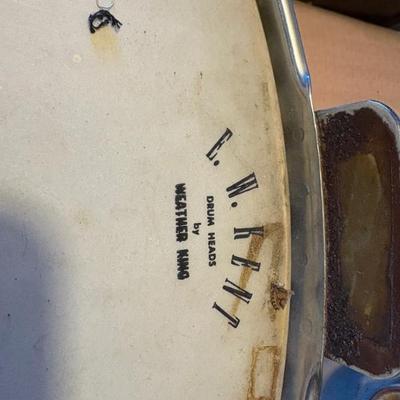 E. W. KENT
DRUM HEADS
by
WEATHER KING